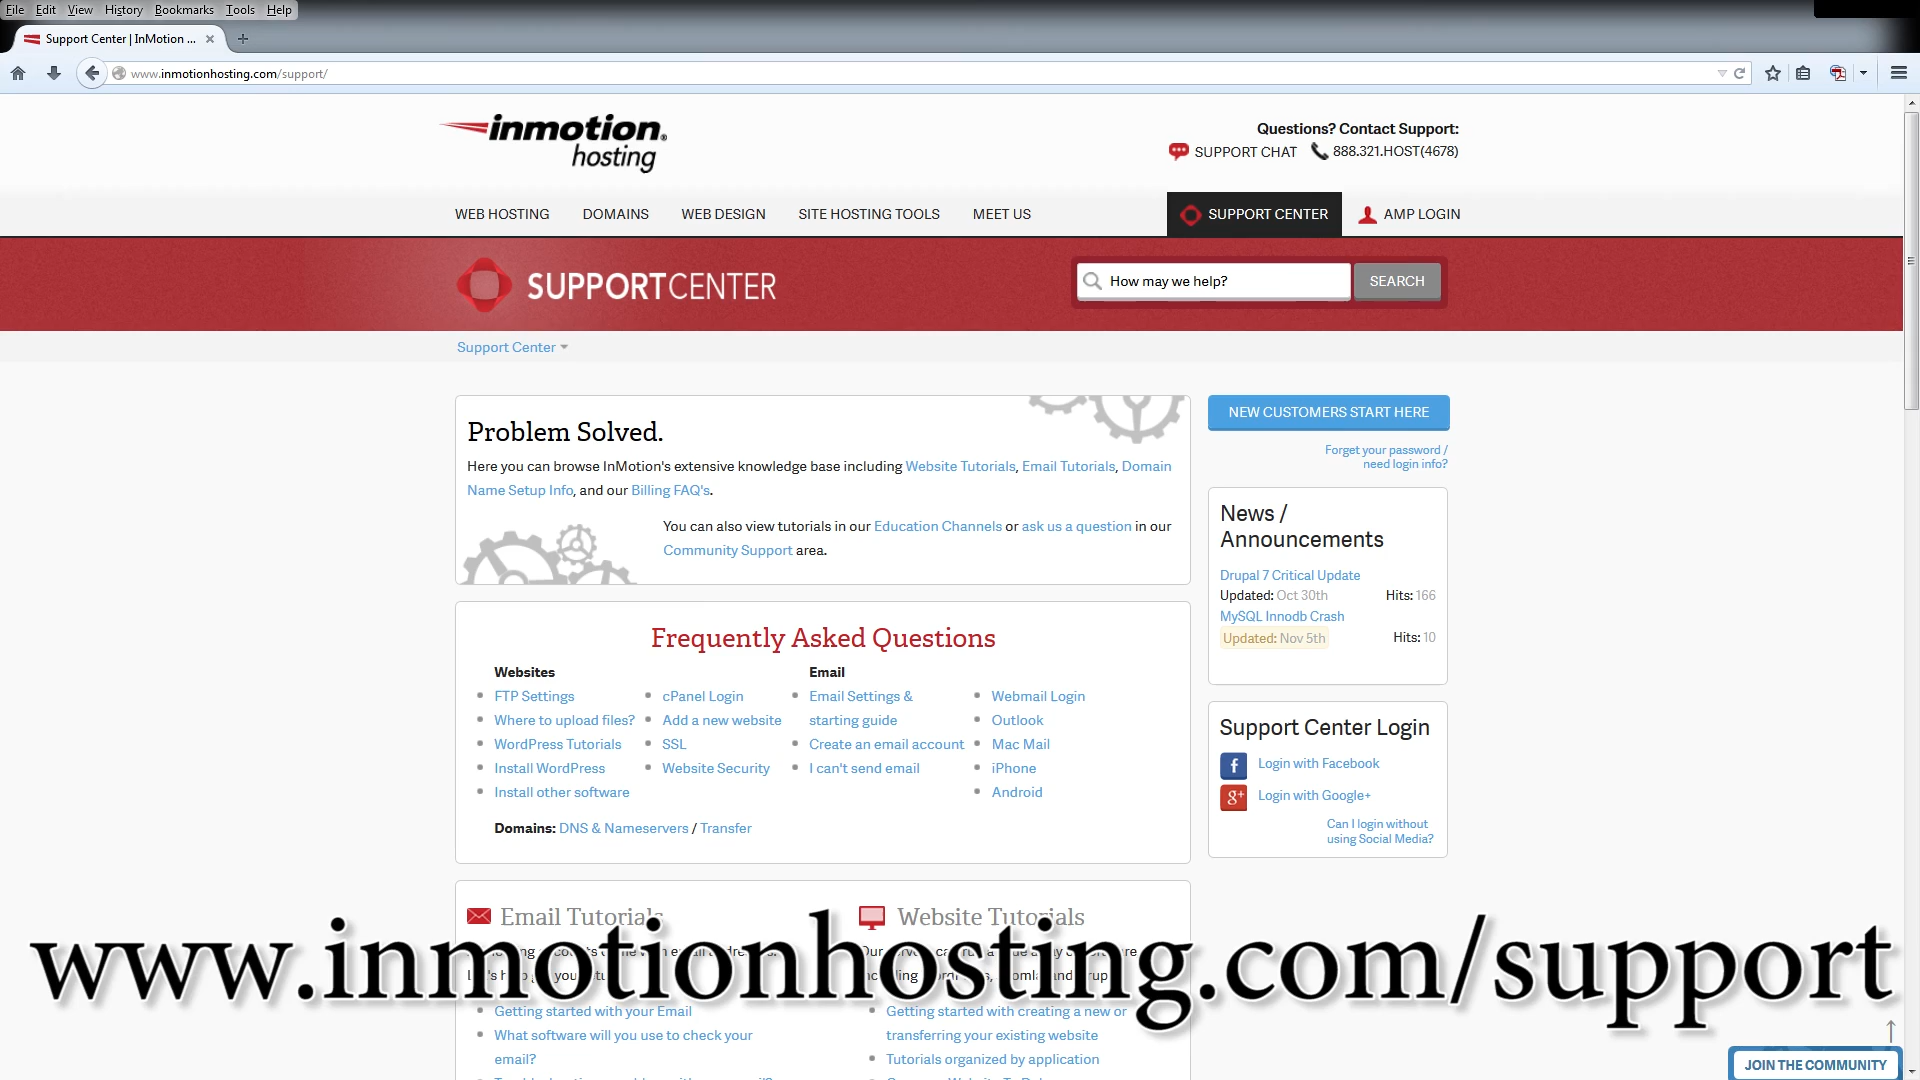 File Edit View History Bookmarks Tools Help
Support Center | InMotion ...
www.inmotionhosting.com/support/
inmotion®
hosting
Questions? Contact Support:
SUPPORT CHAT 888.321.HOST(4678)
WEB HOSTING DOMAINS WEB DESIGN SITE HOSTING TOOLS MEET US SUPPORT CENTER AMP LOGIN
SUPPORTCENTER How may we help? SEARCH
Support Center
Problem Solved.
Here you can browse InMotion's extensive knowledge base including Website Tutorials, Email Tutorials, Domain
Name Setup Info, and our Billing FAQ's.
You can also view tutorials in our Education Channels or ask us a question in our
Community Support area.
NEW CUSTOMERS START HERE
Forget your password /
need login info?
News /
Announcements
Drupal 7 Critical Update
Updated: Oct 30th Hits: 166
MySQL Innodb Crash
Updated: Nov 5th Hits: 10
Frequently Asked Questions
Websites Email
FTP Settings cPanel Login Email Settings & Webmail Login
Where to upload files? Add a new website starting guide Outlook
WordPress Tutorials SSL Create an email account Mac Mail
Install WordPress Website Security I can't send email iPhone
Install other software Android
Domains: DNS & Nameservers / Transfer
Support Center Login
f Login with Facebook
g+ Login with Google+
Can I login without
using Social Media?
Email Tutorials Website Tutorials
www.inmotionhosting.com/support
Getting started with your Email
What software will you use to check your
email?
Getting started with creating a new or
transferring your existing website
Tutorials organized by application
JOIN THE COMMUNITY